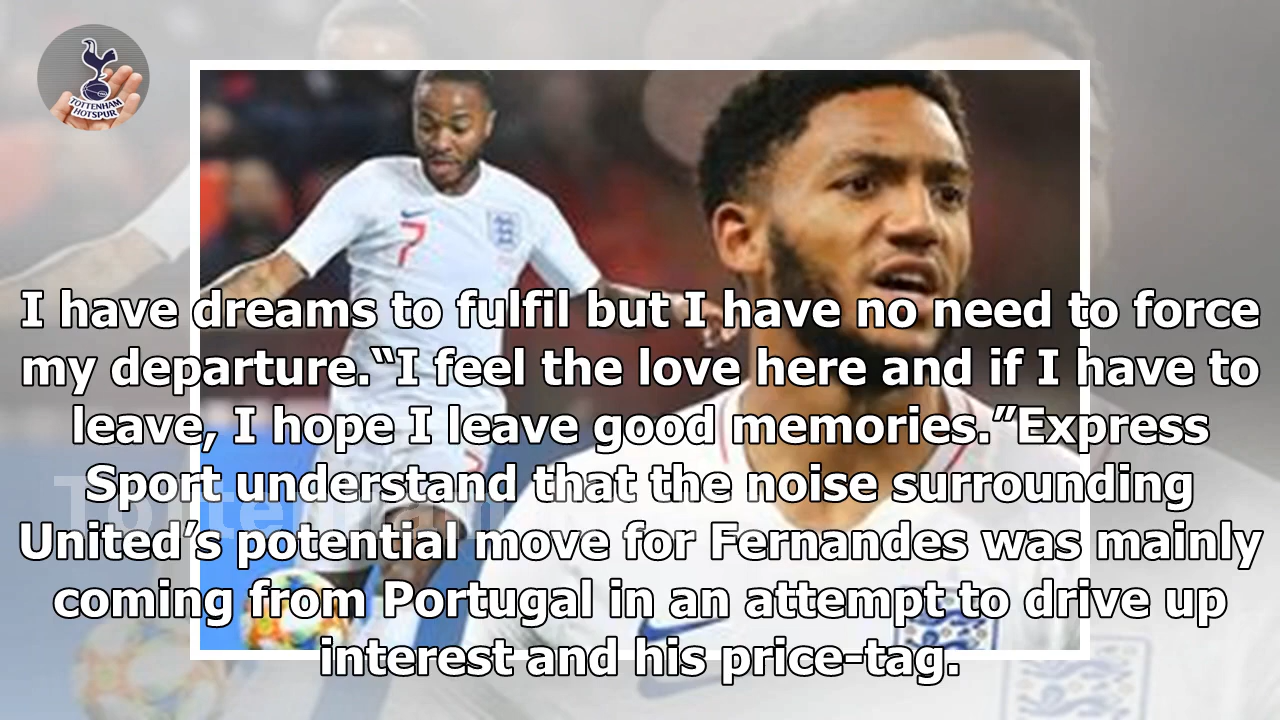 TOTTENHAM
HOTSPUR
7
I have dreams to fulfil but I have no need to force
my departure.“I feel the love here and if I have to
leave, I hope I leave good memories.”Express
Sport understand that the noise surrounding
Tottenham
United’s potential move for Fernandes was mainly
coming from Portugal in an attempt to drive up
interest and his price-tag.